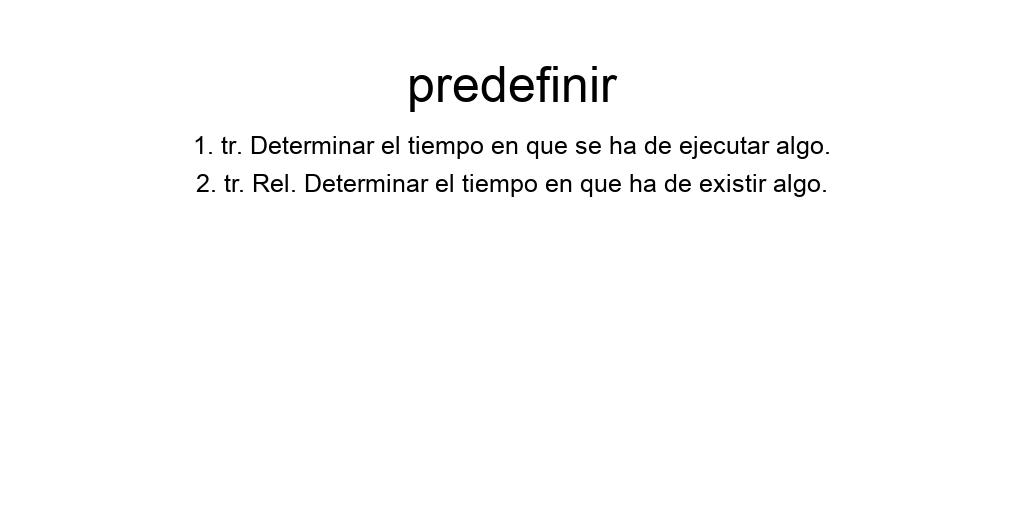 predefinir
1. tr. Determinar el tiempo en que se ha de ejecutar algo.
2. tr. Rel. Determinar el tiempo en que ha de existir algo.